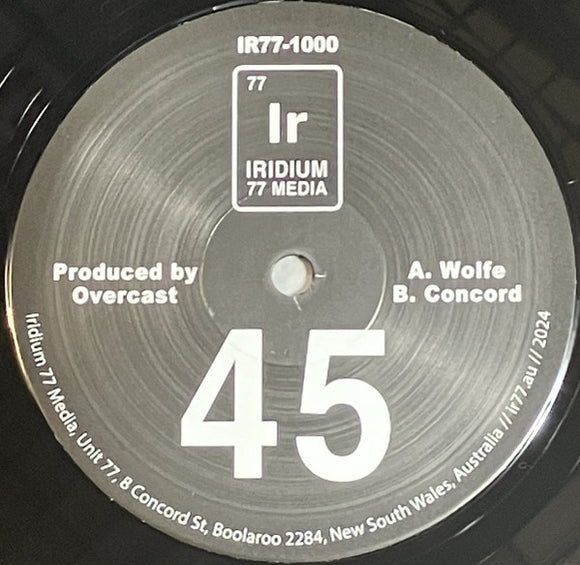 IR77-1000
77
Ir
IRIDIUM
77 MEDIA
Produced by
Overcast
A. Wolfe
B. Concord
45
Iridium 77 Media, Unit 77, 8 Concord St, Boolaroo 2284, New South Wales, Australia // ir77.au // 2024